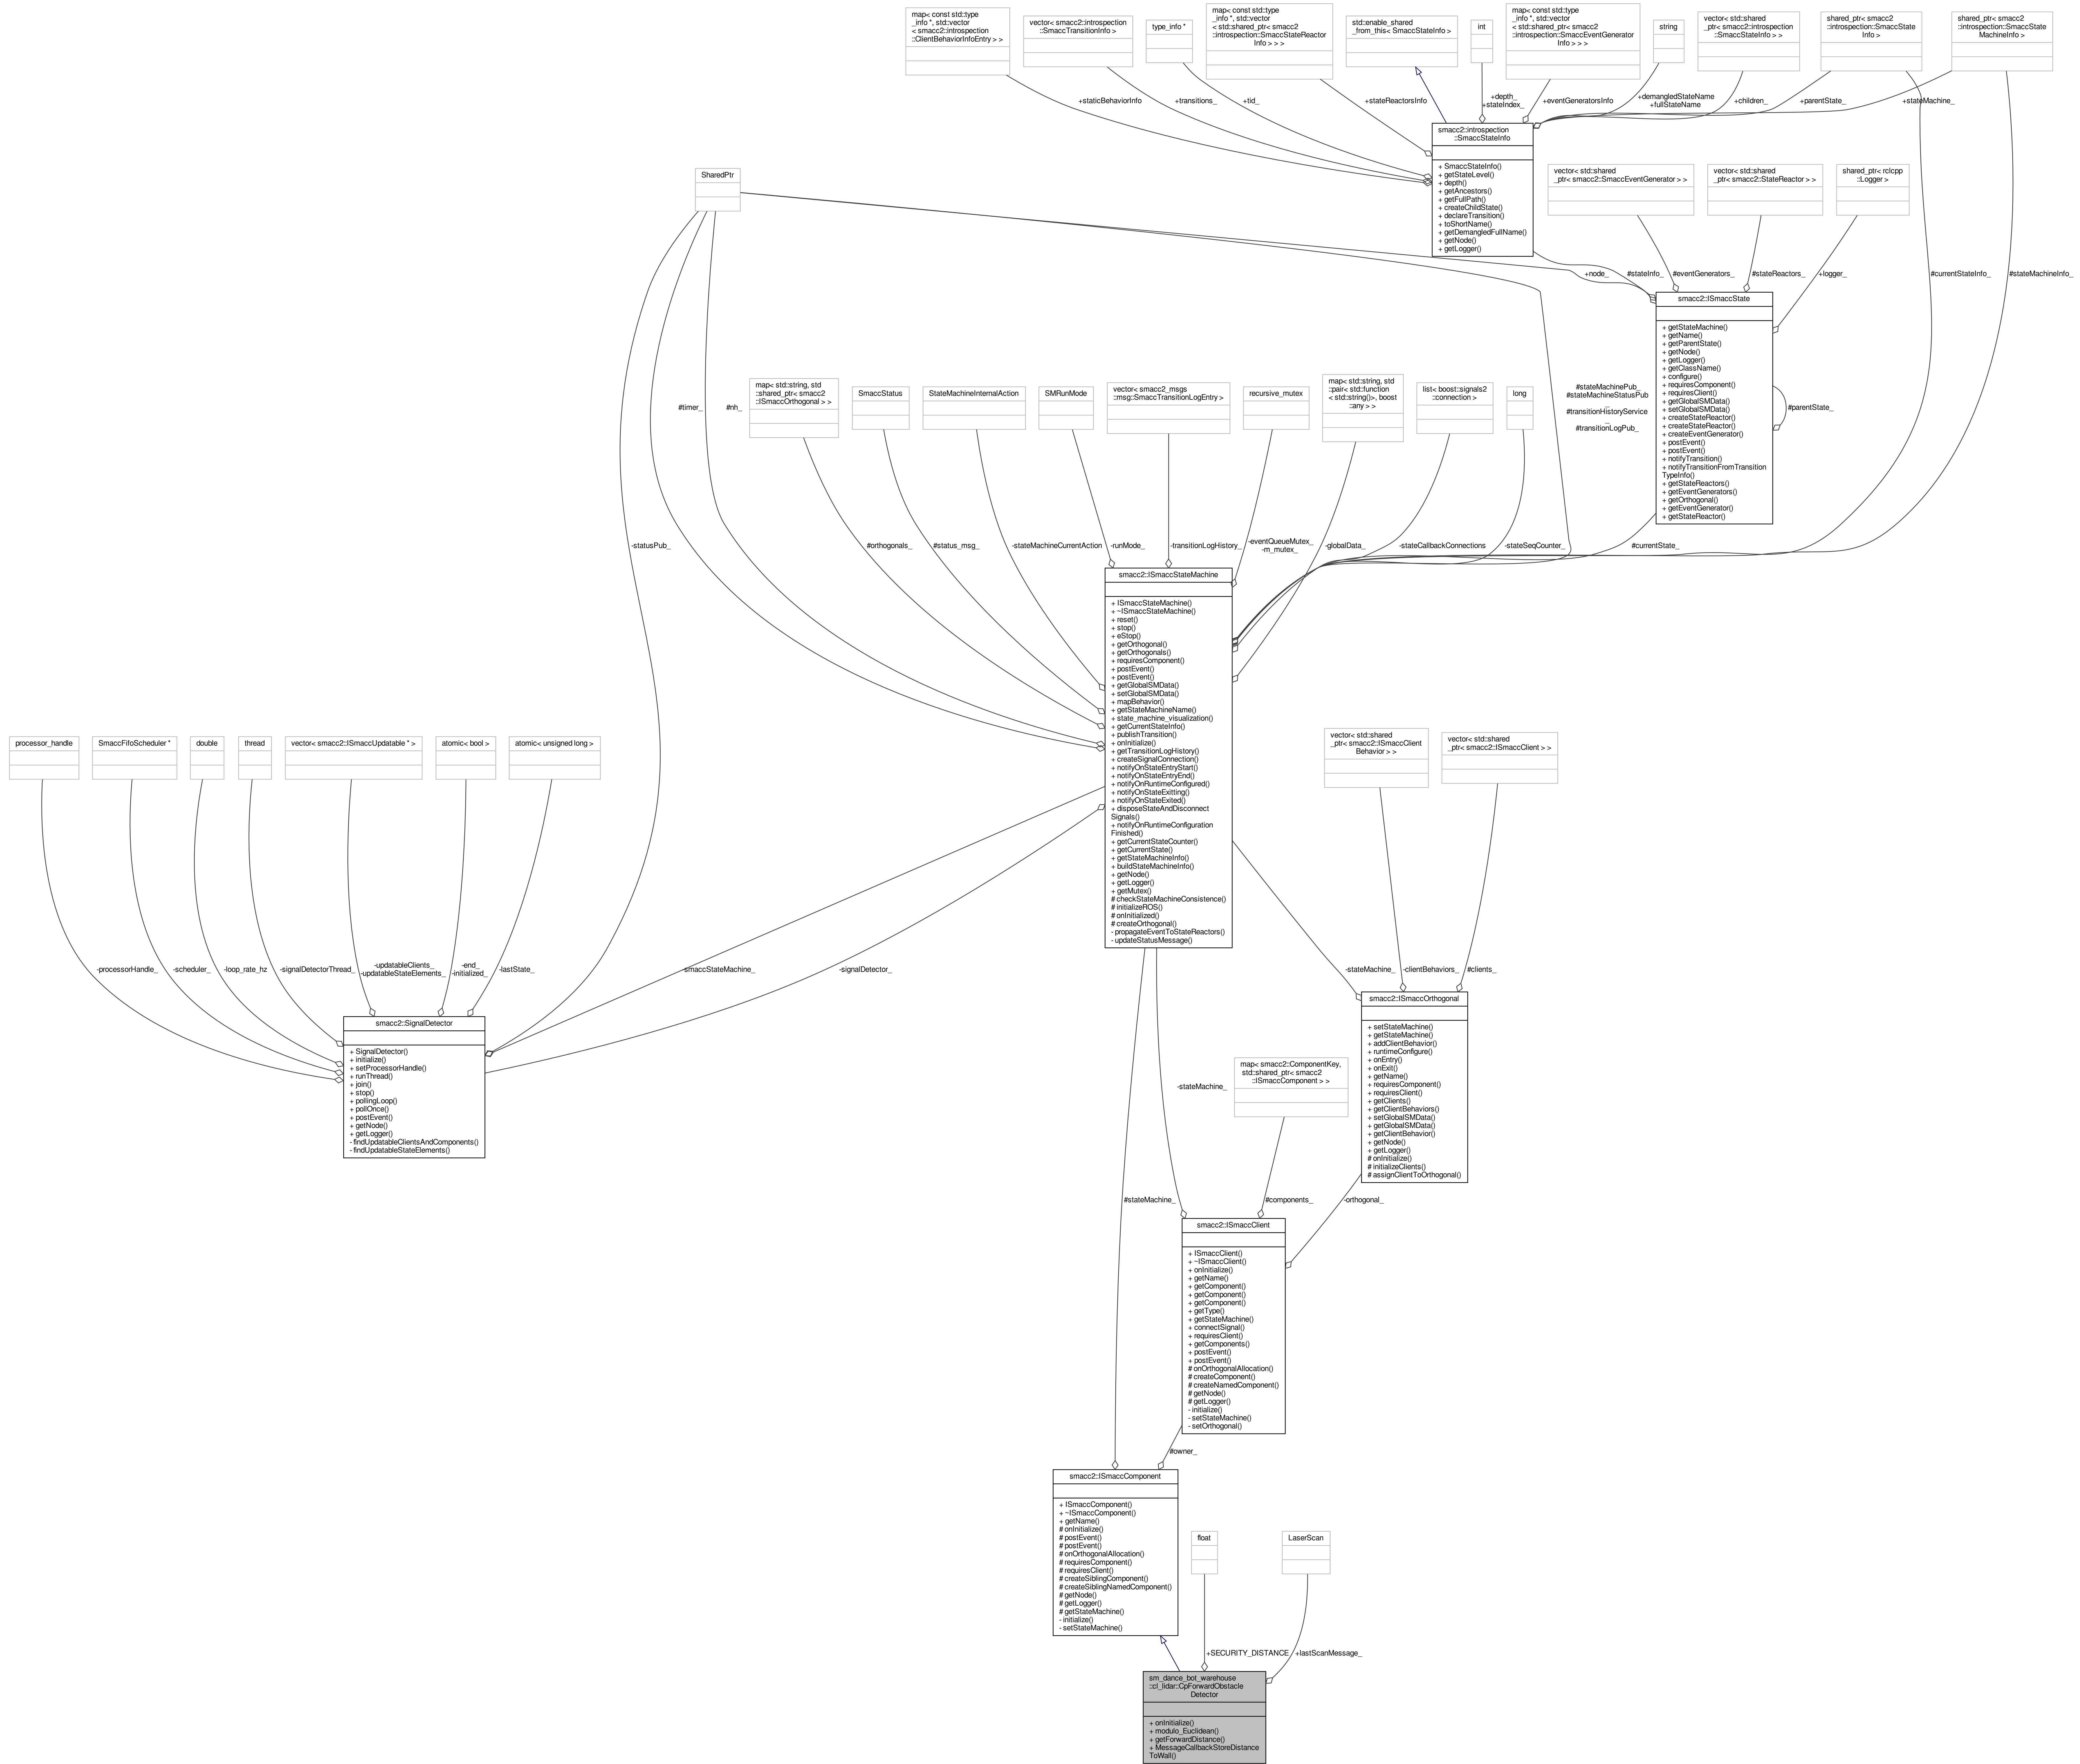 map< const std::type
_info *, std::vector
< smacc2::introspection
::ClientBehaviorInfoEntry > >
vector< smacc2::introspection
::SmaccTransitionInfo >
type_info *
map< const std::type
_info *, std::vector
< std::shared_ptr< smacc2
::introspection::SmaccStateReactor
Info > > >
std::enable_shared
_from_this< SmaccStateInfo >
int
map< const std::type
_info *, std::vector
< std::shared_ptr< smacc2
::introspection::SmaccEventGenerator
Info > > >
string
vector< std::shared
_ptr< smacc2::introspection
::SmaccStateInfo > >
shared_ptr< smacc2
::introspection::SmaccState
Info >
shared_ptr< smacc2
::introspection::SmaccState
MachineInfo >
+staticBehaviorInfo
+transitions_
+tid_
+stateReactorsInfo
+depth_
+stateIndex_
+eventGeneratorsInfo
+demangledStateName
+fullStateName
+children_
+parentState_
+stateMachine_
smacc2::introspection
::SmaccStateInfo
+ SmaccStateInfo()
+ getStateLevel()
+ depth()
+ getAncestors()
+ getFullPath()
+ createChildState()
+ declareTransition()
+ toShortName()
+ getDemangledFullName()
+ getNode()
+ getLogger()
SharedPtr
vector< std::shared
_ptr< smacc2::SmaccEventGenerator > >
vector< std::shared
_ptr< smacc2::StateReactor > >
shared_ptr< rclcpp
::Logger >
+node_
#stateInfo_
#eventGenerators_
#stateReactors_
+logger_
#currentStateInfo_
#stateMachineInfo_
smacc2::ISmaccState
+ getStateMachine()
+ getName()
+ getParentState()
+ getNode()
+ getLogger()
+ getClassName()
+ configure()
+ requiresComponent()
+ requiresClient()
+ getGlobalSMData()
+ setGlobalSMData()
+ createStateReactor()
+ createStateReactor()
+ createEventGenerator()
+ postEvent()
+ postEvent()
+ notifyTransition()
+ notifyTransitionFromTransition
TypeInfo()
+ getStateReactors()
+ getEventGenerators()
+ getOrthogonal()
+ getEventGenerator()
+ getStateReactor()
#parentState_
#timer_
#nh_
map< std::string, std
::shared_ptr< smacc2
::ISmaccOrthogonal > >
SmaccStatus
StateMachineInternalAction
SMRunMode
vector< smacc2_msgs
::msg::SmaccTransitionLogEntry >
recursive_mutex
map< std::string, std
::pair< std::function
< std::string()>, boost
::any > >
list< boost::signals2
::connection >
long
#stateMachinePub_
#stateMachineStatusPub
_
#transitionHistoryService
_
#transitionLogPub_
-statusPub_
#orthogonals_
#status_msg_
-stateMachineCurrentAction
-runMode_
-transitionLogHistory_
-eventQueueMutex_
-m_mutex_
-globalData_
-stateCallbackConnections
-stateSeqCounter_
#currentState_
smacc2::ISmaccStateMachine
+ ISmaccStateMachine()
+ ~ISmaccStateMachine()
+ reset()
+ stop()
+ eStop()
+ getOrthogonal()
+ getOrthogonals()
+ requiresComponent()
+ postEvent()
+ postEvent()
+ getGlobalSMData()
+ setGlobalSMData()
+ mapBehavior()
+ getStateMachineName()
+ state_machine_visualization()
+ getCurrentStateInfo()
+ publishTransition()
+ onInitialize()
+ getTransitionLogHistory()
+ createSignalConnection()
+ notifyOnStateEntryStart()
+ notifyOnStateEntryEnd()
+ notifyOnRuntimeConfigured()
+ notifyOnStateExitting()
+ notifyOnStateExited()
+ disposeStateAndDisconnect
Signals()
+ notifyOnRuntimeConfiguration
Finished()
+ getCurrentStateCounter()
+ getCurrentState()
+ getStateMachineInfo()
+ buildStateMachineInfo()
+ getNode()
+ getLogger()
+ getMutex()
# checkStateMachineConsistence()
# initializeROS()
# onInitialized()
# createOrthogonal()
- propagateEventToStateReactors()
- updateStatusMessage()
processor_handle
SmaccFifoScheduler *
double
thread
vector< smacc2::ISmaccUpdatable * >
atomic< bool >
atomic< unsigned long >
vector< std::shared
_ptr< smacc2::ISmaccClient
Behavior > >
vector< std::shared
_ptr< smacc2::ISmaccClient > >
-processorHandle_
-scheduler_
-loop_rate_hz
-signalDetectorThread_
-updatableClients_
-updatableStateElements_
-end_
-initialized_
-lastState_
-smaccStateMachine_
-signalDetector_
-stateMachine_
-clientBehaviors_
#clients_
smacc2::SignalDetector
+ SignalDetector()
+ initialize()
+ setProcessorHandle()
+ runThread()
+ join()
+ stop()
+ pollingLoop()
+ pollOnce()
+ postEvent()
+ getNode()
+ getLogger()
- findUpdatableClientsAndComponents()
- findUpdatableStateElements()
smacc2::ISmaccOrthogonal
+ setStateMachine()
+ getStateMachine()
+ addClientBehavior()
+ runtimeConfigure()
+ onEntry()
+ onExit()
+ getName()
+ requiresComponent()
+ requiresClient()
+ getClients()
+ getClientBehaviors()
+ setGlobalSMData()
+ getGlobalSMData()
+ getClientBehavior()
+ getNode()
+ getLogger()
# onInitialize()
# initializeClients()
# assignClientToOrthogonal()
map< smacc2::ComponentKey,
std::shared_ptr< smacc2
::ISmaccComponent > >
-stateMachine_
#stateMachine_
#components_
-orthogonal_
smacc2::ISmaccClient
+ ISmaccClient()
+ ~ISmaccClient()
+ onInitialize()
+ getName()
+ getComponent()
+ getComponent()
+ getComponent()
+ getType()
+ getStateMachine()
+ connectSignal()
+ requiresClient()
+ getComponents()
+ postEvent()
+ postEvent()
# onOrthogonalAllocation()
# createComponent()
# createNamedComponent()
# getNode()
# getLogger()
- initialize()
- setStateMachine()
- setOrthogonal()
#owner_
smacc2::ISmaccComponent
+ ISmaccComponent()
+ ~ISmaccComponent()
+ getName()
# onInitialize()
# postEvent()
# postEvent()
# onOrthogonalAllocation()
# requiresComponent()
# requiresClient()
# createSiblingComponent()
# createSiblingNamedComponent()
# getNode()
# getLogger()
# getStateMachine()
- initialize()
- setStateMachine()
float
LaserScan
+SECURITY_DISTANCE
+lastScanMessage_
sm_dance_bot_warehouse
::cl_lidar::CpForwardObstacle
Detector
+ onInitialize()
+ modulo_Euclidean()
+ getForwardDistance()
+ MessageCallbackStoreDistance
ToWall()